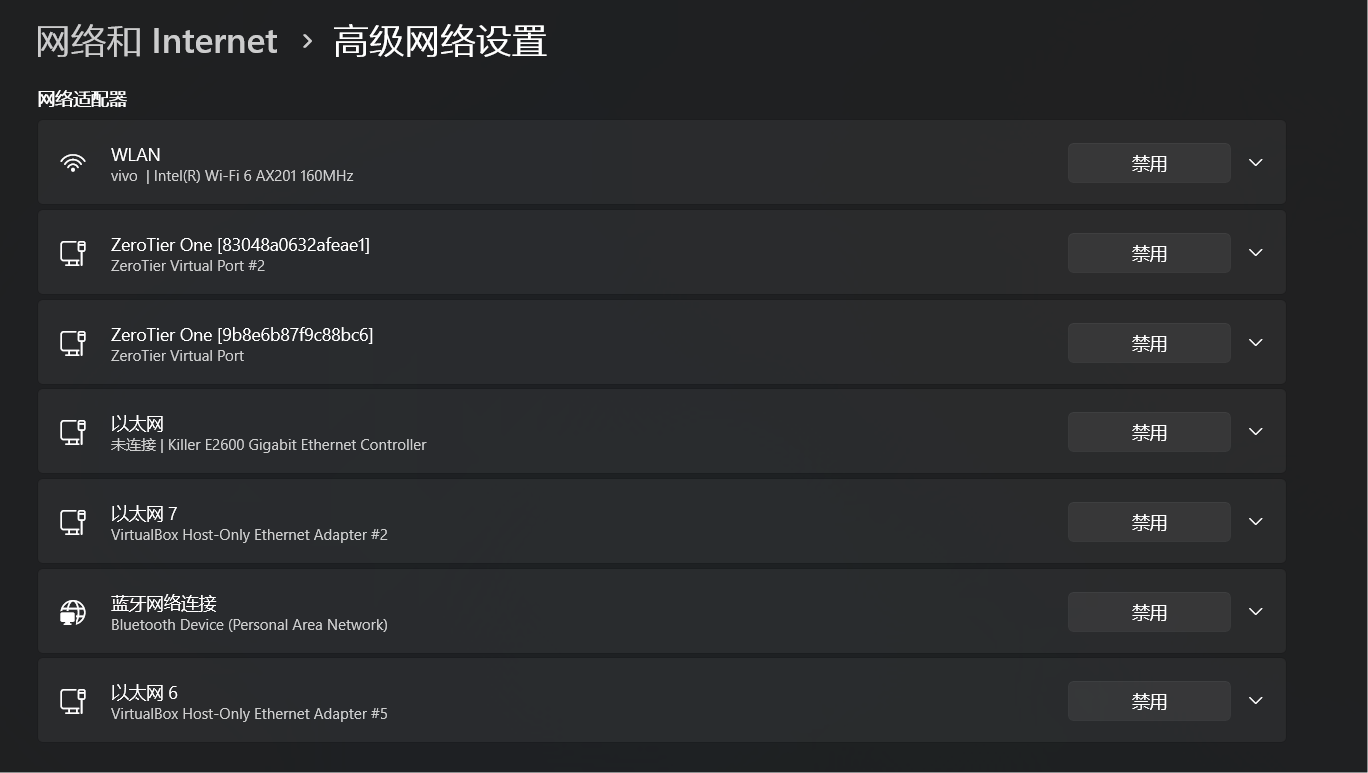 网络和 Internet › 高级网络设置
网络适配器
WLAN
vivo | Intel(R) Wi-Fi 6 AX201 160MHz
禁用
ZeroTier One [83048a0632afeae1]
ZeroTier Virtual Port #2
禁用
ZeroTier One [9b8e6b87f9c88bc6]
ZeroTier Virtual Port
禁用
以太网
未连接 | Killer E2600 Gigabit Ethernet Controller
禁用
以太网 7
VirtualBox Host-Only Ethernet Adapter #2
禁用
蓝牙网络连接
Bluetooth Device (Personal Area Network)
禁用
以太网 6
VirtualBox Host-Only Ethernet Adapter #5
禁用